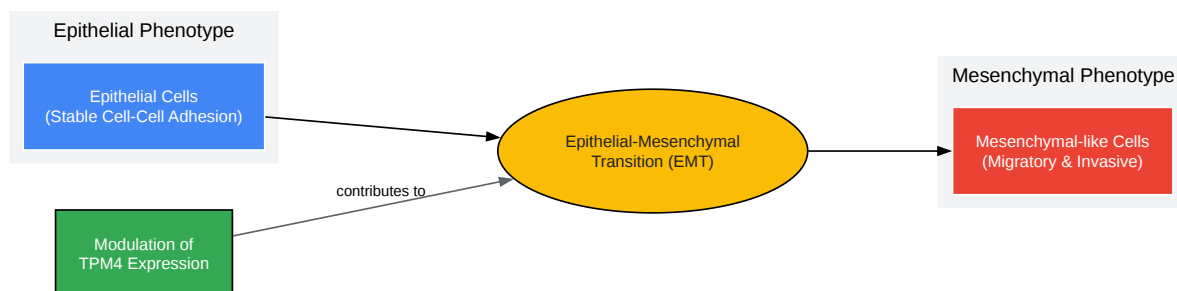 Epithelial Phenotype
Epithelial Cells
(Stable Cell-Cell Adhesion)
contributes to
Modulation of
TPM4 Expression
Epithelial-Mesenchymal
Transition (EMT)
Mesenchymal Phenotype
Mesenchymal-like Cells
(Migratory & Invasive)